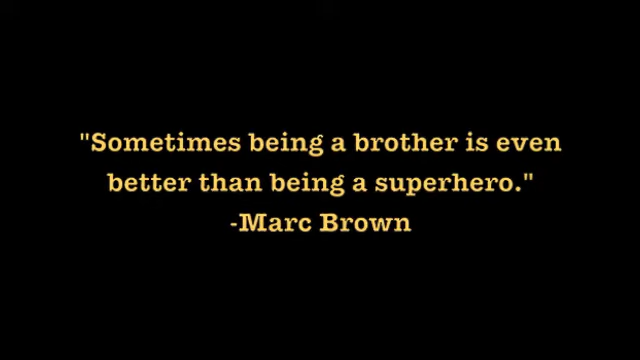 "Sometimes being a brother is even
better than being a superhero."
-Marc Brown